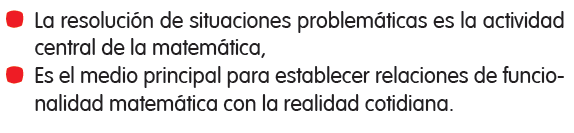 La resolución de situaciones problemáticas es la actividad
central de la matemática,
Es el medio principal para establecer relaciones de funcio-
nalidad matemática con la realidad cotidiana.